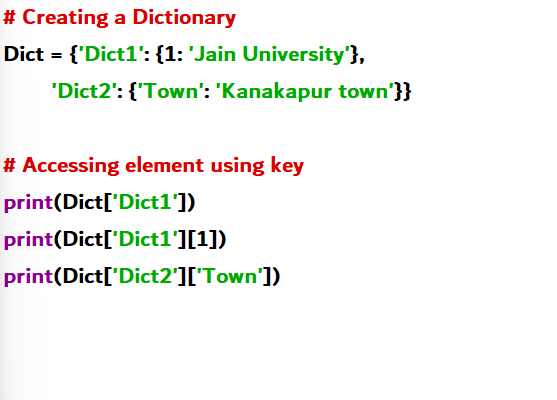 # Creating a Dictionary
Dict = {'Dict1': {1: 'Jain University'},
'Dict2': {'Town': 'Kanakapur town'}}
# Accessing element using key
print(Dict['Dict1'])
print(Dict['Dict1'][1])
print(Dict['Dict2']['Town'])